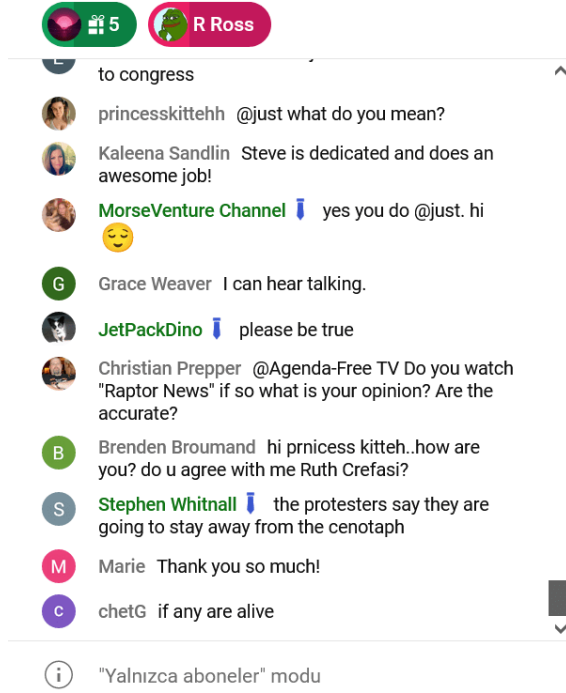 5
R Ross
to congress
princesskittehh @just what do you mean?
Kaleena Sandlin Steve is dedicated and does an
awesome job!
MorseVenture Channel yes you do @just. hi
G
Grace Weaver I can hear talking.
JetPackDino please be true
Christian Prepper @Agenda-Free TV Do you watch
"Raptor News" if so what is your opinion? Are the
accurate?
B
Brenden Broumand hi prnicess kitteh..how are
you? do u agree with me Ruth Crefasi?
S
Stephen Whitnall the protesters say they are
going to stay away from the cenotaph
M
Marie Thank you so much!
c
chetG if any are alive
"Yalnızca aboneler" modu